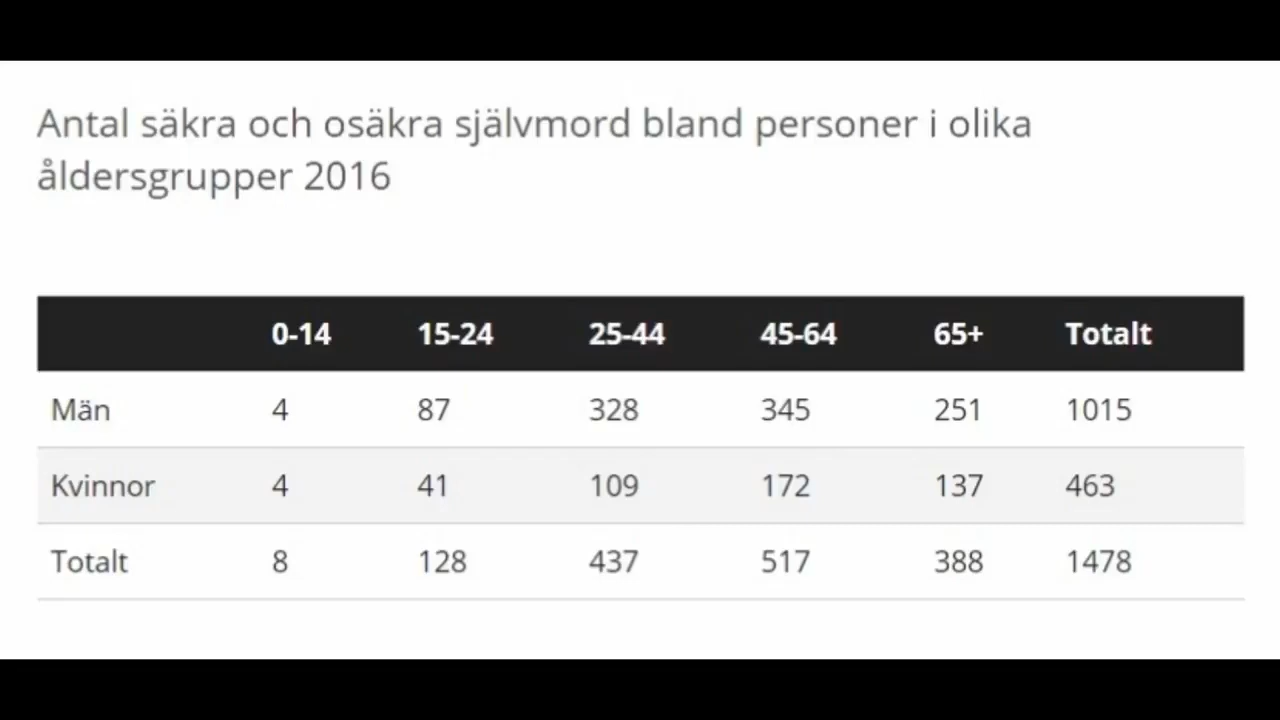 Antal säkra och osäkra självmord bland personer i olika
åldersgrupper 2016
0-14 15-24 25-44 45-64 65+ Totalt
Män 4 87 328 345 251 1015
Kvinnor 4 41 109 172 137 463
Totalt 8 128 437 517 388 1478